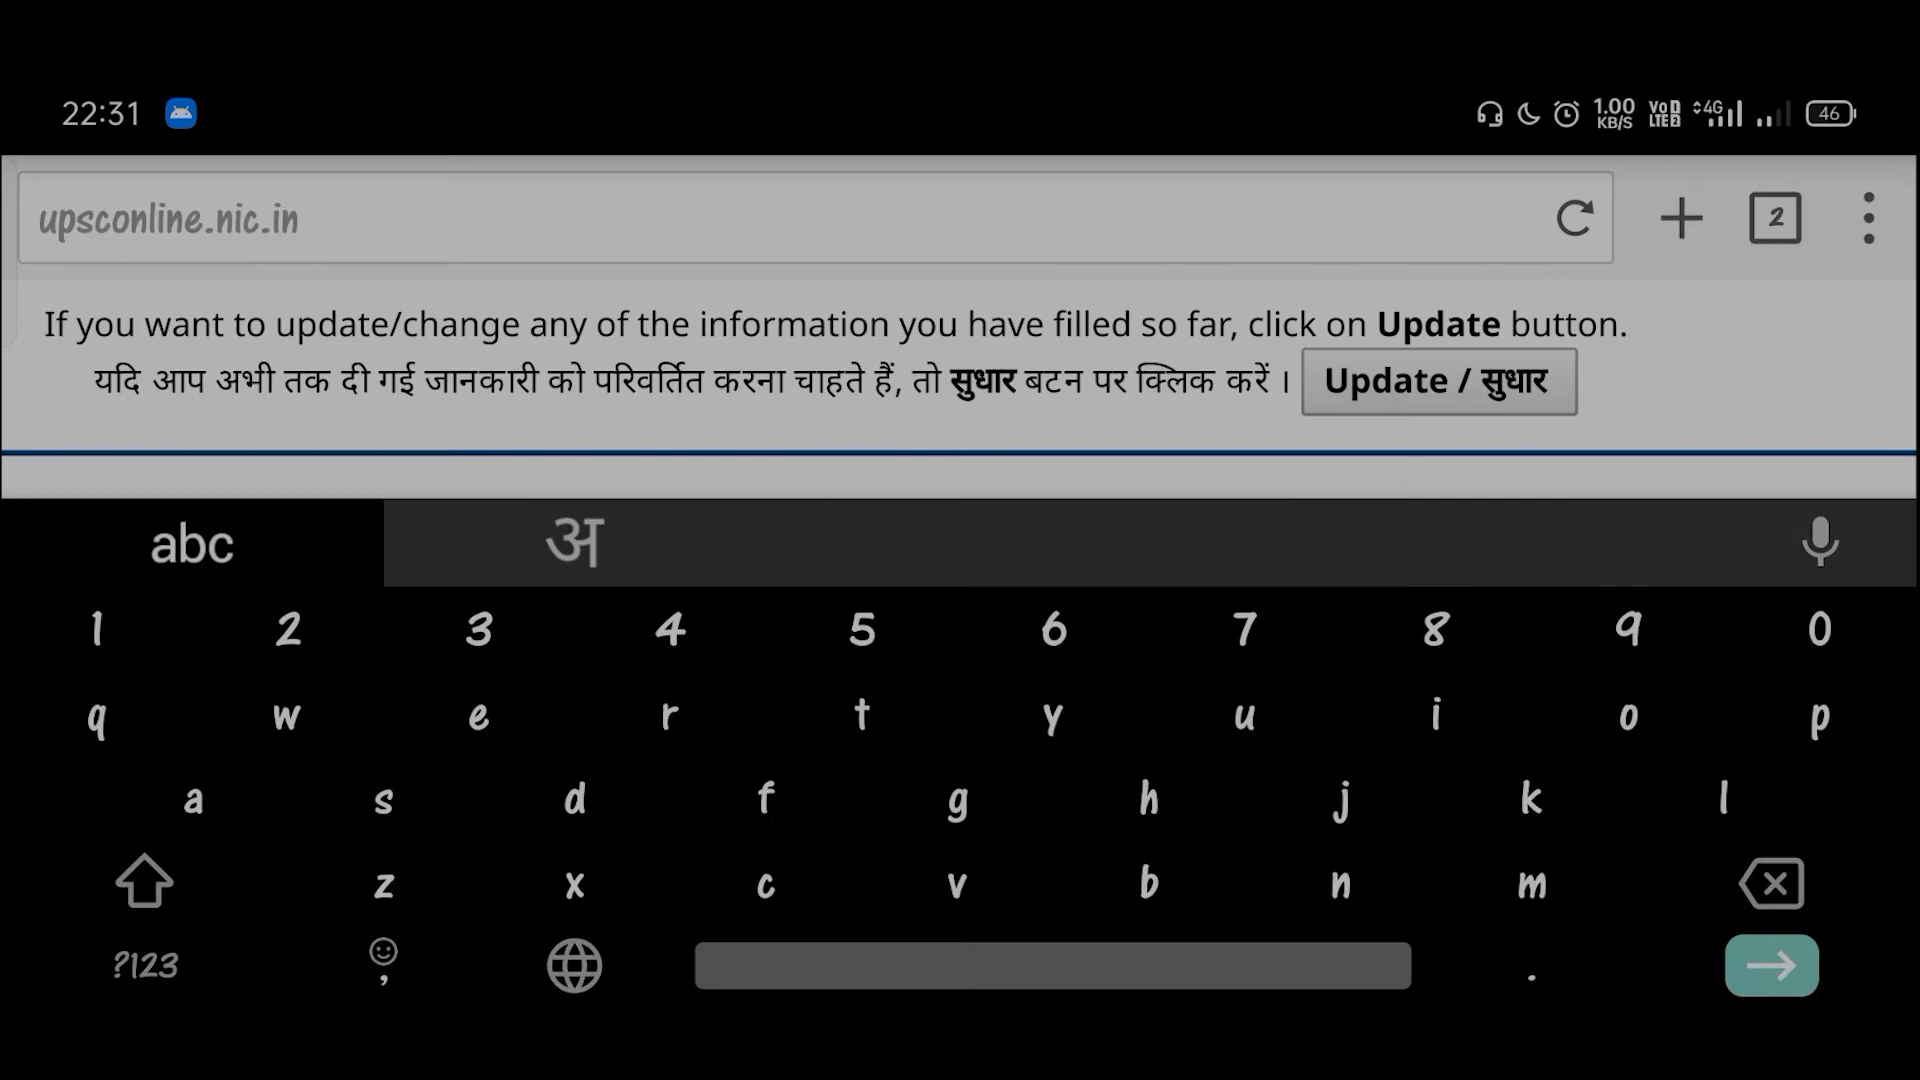 22:31 1.00 KB/S VoD LTE2 4G 46
upsconline.nic.in 2
If you want to update/change any of the information you have filled so far, click on Update button.
यदि आप अभी तक दी गई जानकारी को परिवर्तित करना चाहते हैं, तो सुधार बटन पर क्लिक करें । Update / सुधार
abc अ
1 2 3 4 5 6 7 8 9 0
q w e r t y u i o p
a s d f g h j k l
z x c v b n m
?123 , .